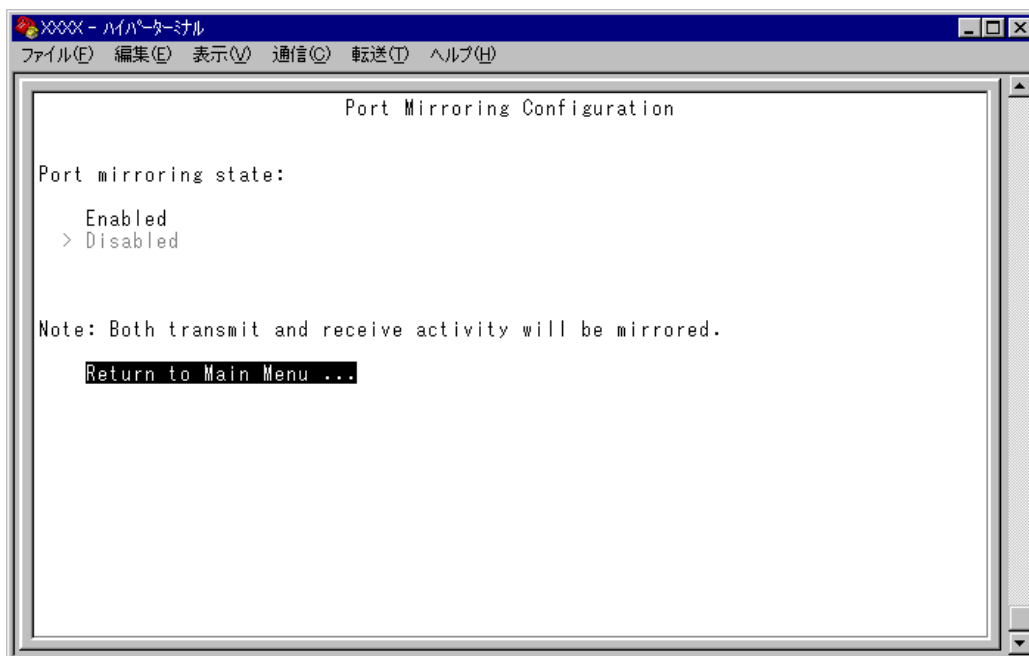 XXXX - ハイパーターミナル
ファイル(F) 編集(E) 表示(V) 通信(C) 転送(T) ヘルプ(H)
Port Mirroring Configuration
Port mirroring state:
Enabled
> Disabled
Note: Both transmit and receive activity will be mirrored.
Return to Main Menu ...